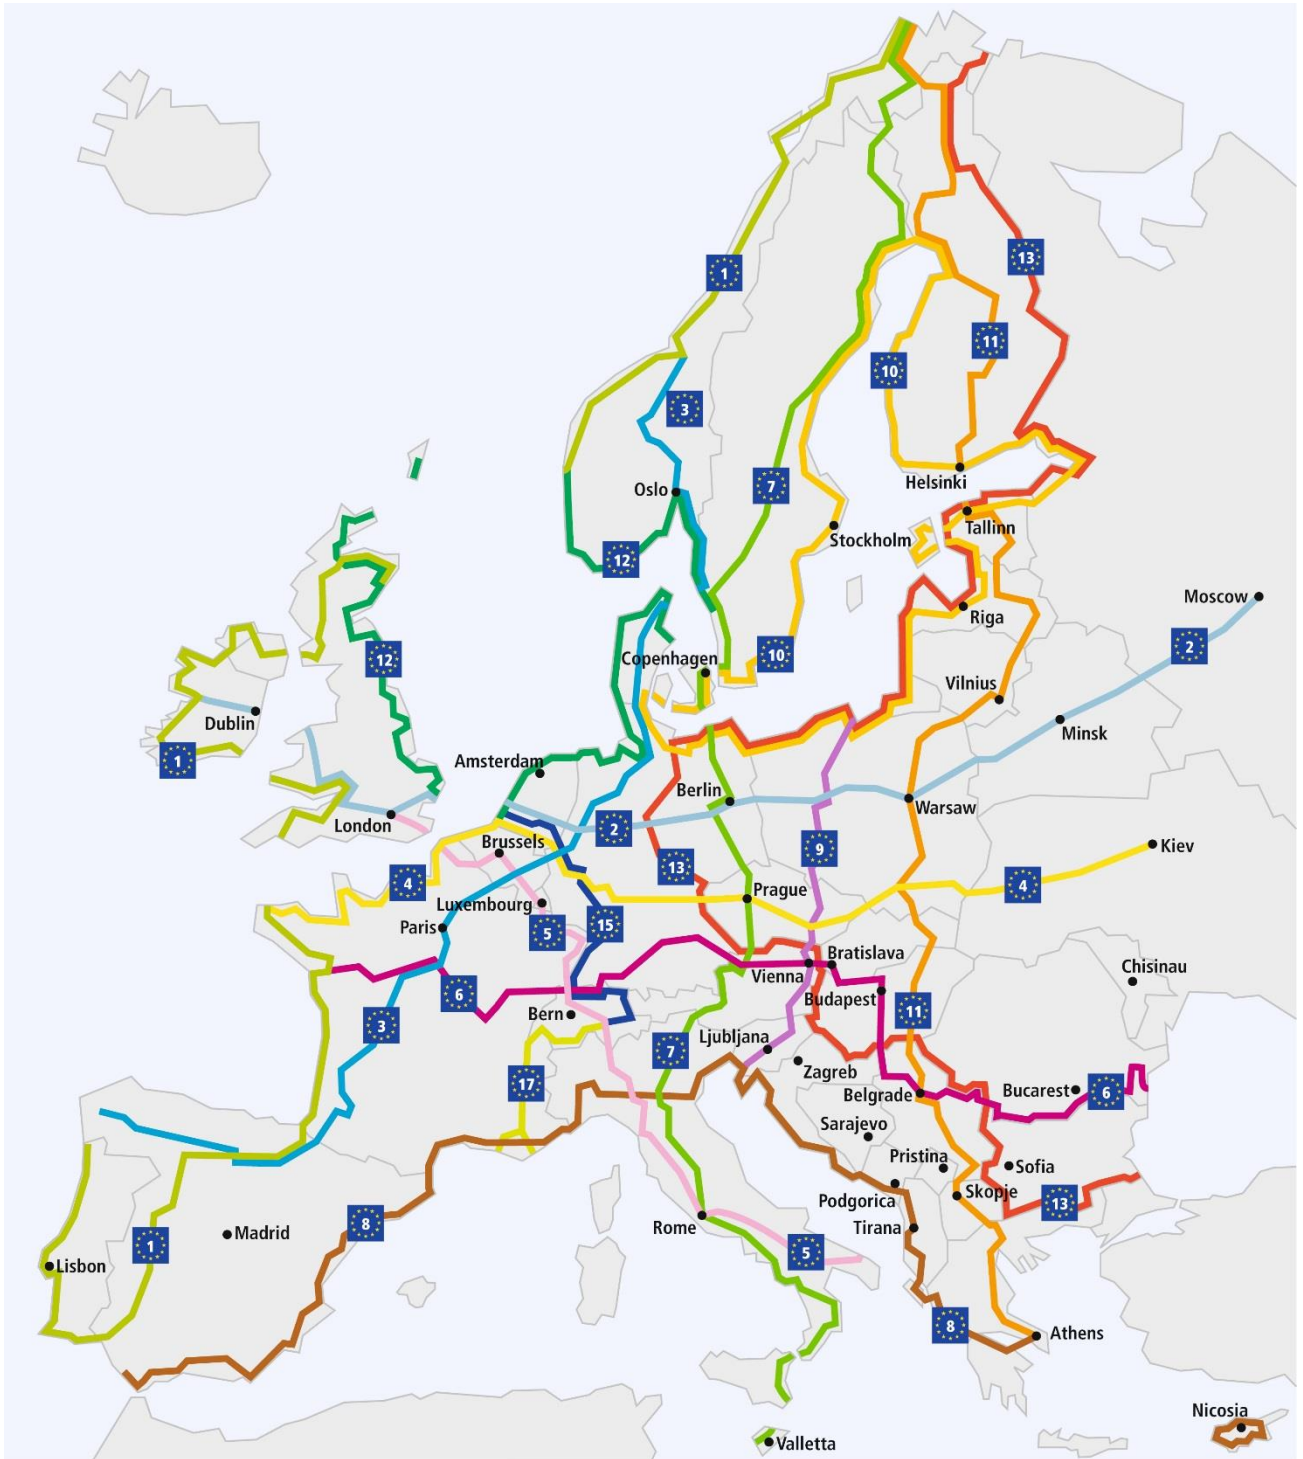 1
13
11
10
3
Helsinki
7
Oslo
Tallinn
Stockholm
12
Moscow
Riga
2
10
12
Copenhagen
Vilnius
Dublin
Minsk
1
Amsterdam
Berlin
Warsaw
London
2
Brussels
9
Kiev
13
4
4
Prague
Luxembourg
15
Paris
5
Bratislava
Chisinau
Vienna
6
Budapest
Bern
11
3
Ljubljana
7
Zagreb
17
Bucarest
6
Belgrade
Sarajevo
Pristina
Sofia
Podgorica
Skopje
13
8
Rome
Tirana
Madrid
1
5
Lisbon
8
Athens
Nicosia
Valletta